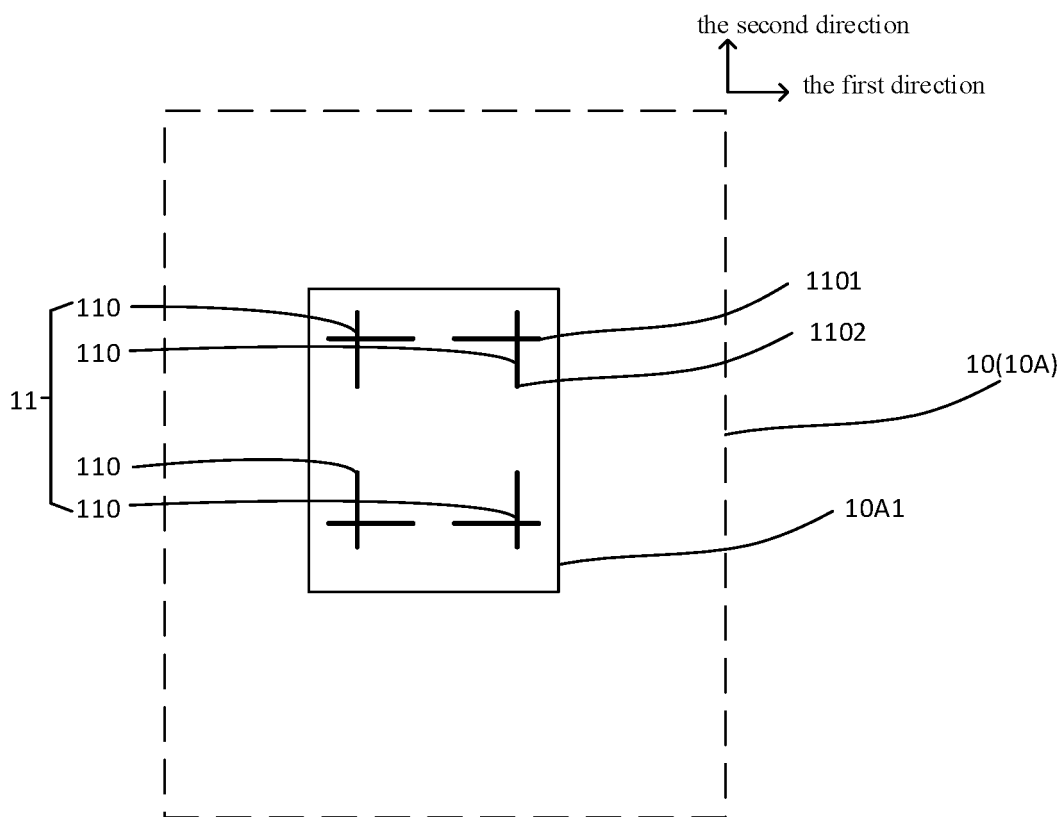 the second direction
the first direction
1101
110
1102
110
10(10A)
11
110
110
10A1